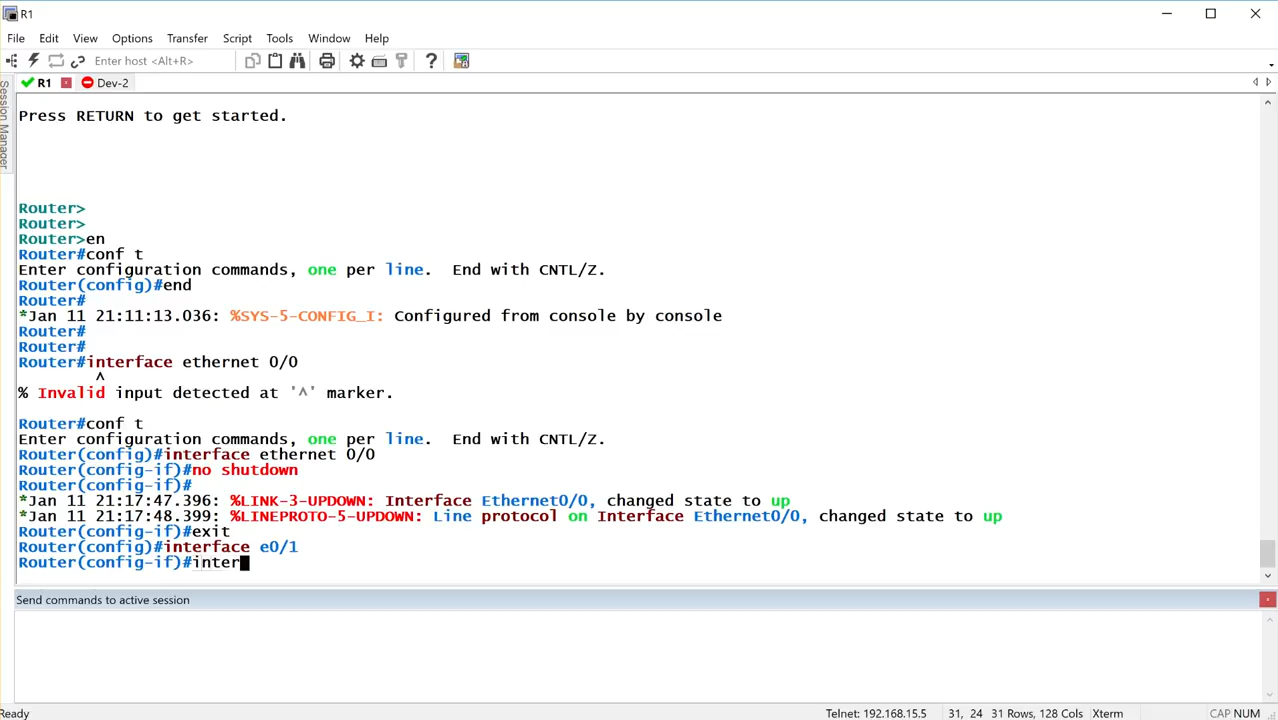 R1
File Edit View Options Transfer Script Tools Window Help
Enter host <Alt+R>
R1 Dev-2
Session Manager
Press RETURN to get started.
Router>
Router>
Router>en
Router#conf t
Enter configuration commands, one per line.  End with CNTL/Z.
Router(config)#end
Router#
*Jan 11 21:11:13.036: %SYS-5-CONFIG_I: Configured from console by console
Router#
Router#
Router#interface ethernet 0/0
^
% Invalid input detected at '^' marker.
Router#conf t
Enter configuration commands, one per line.  End with CNTL/Z.
Router(config)#interface ethernet 0/0
Router(config-if)#no shutdown
Router(config-if)#
*Jan 11 21:17:47.396: %LINK-3-UPDOWN: Interface Ethernet0/0, changed state to up
*Jan 11 21:17:48.399: %LINEPROTO-5-UPDOWN: Line protocol on Interface Ethernet0/0, changed state to up
Router(config-if)#exit
Router(config)#interface e0/1
Router(config-if)#inter
Send commands to active session
Ready Telnet: 192.168.15.5 31, 24 31 Rows, 128 Cols Xterm CAP NUM